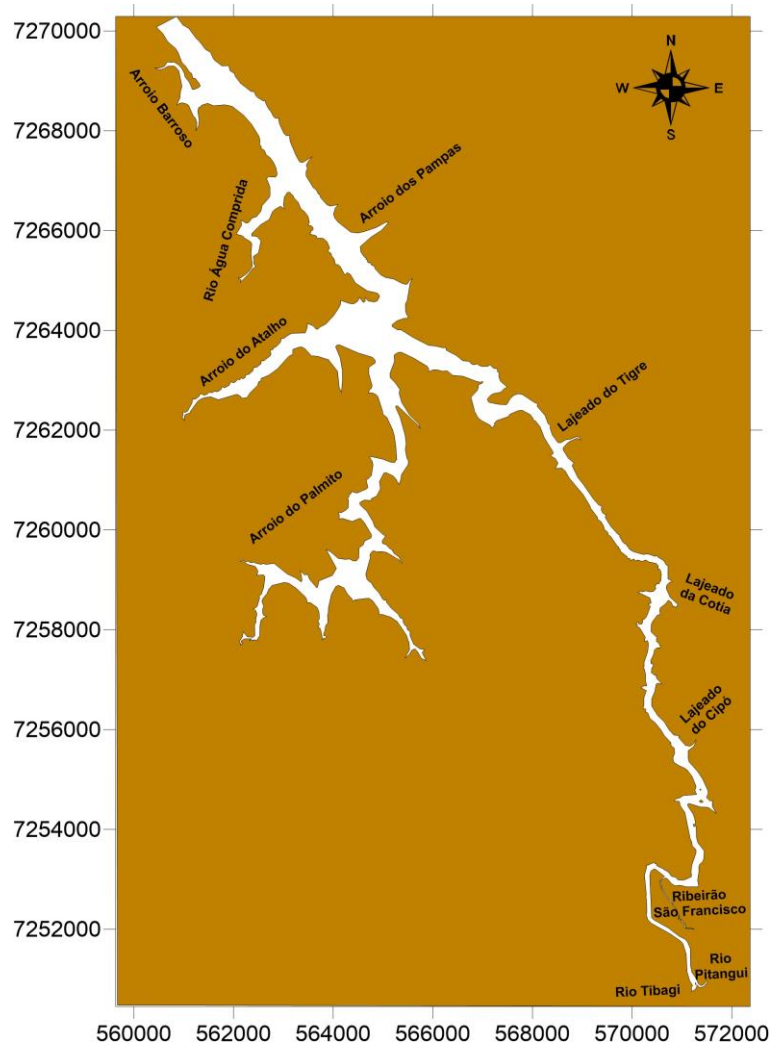 7270000
N
W
E
S
Arroio Barroso
7268000
Arroio dos Pampas
Rio Água Comprida
7266000
7264000
Arroio do Atalho
Lajeado do Tigre
7262000
Arroio do Palmito
7260000
Lajeado
da Cotia
7258000
Lajeado
do Cipó
7256000
7254000
Ribeirão
São Francisco
7252000
Rio
Pitangui
Rio Tibagi
560000 562000 564000 566000 568000 570000 572000